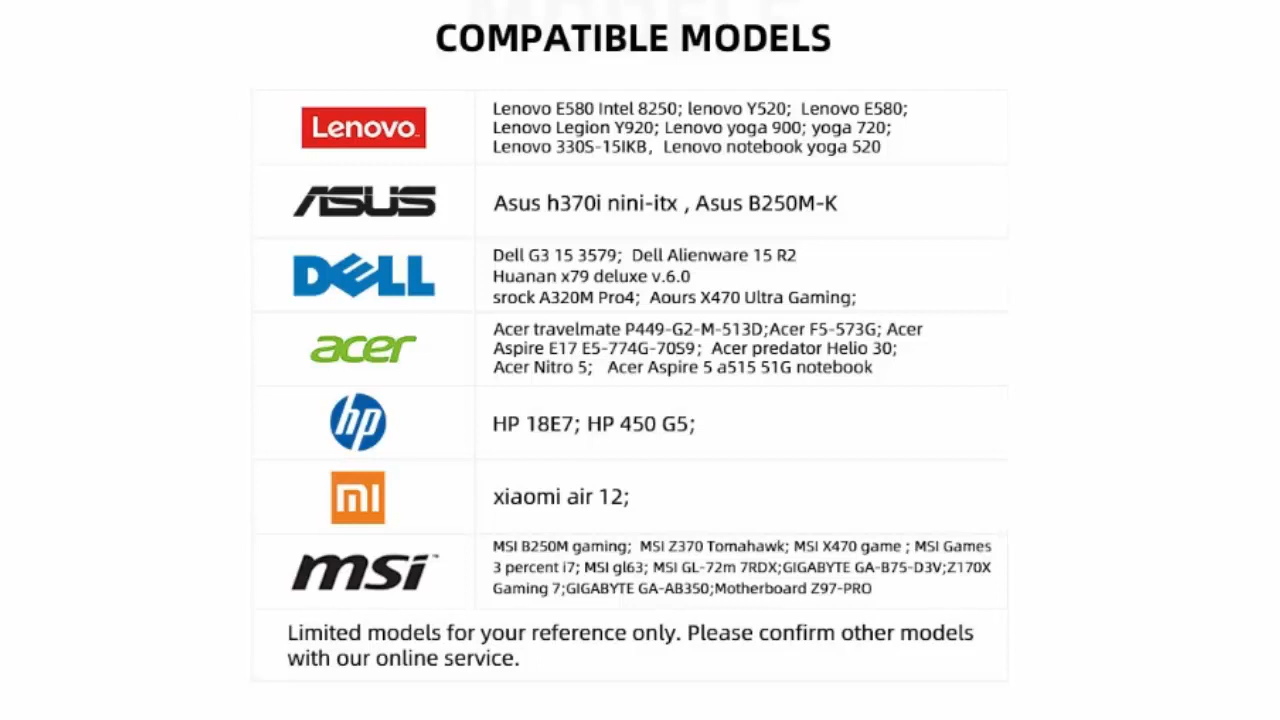 COMPATIBLE MODELS
Lenovo
Lenovo E580 Intel 8250; lenovo Y520; Lenovo E580;
Lenovo Legion Y920; Lenovo yoga 900; yoga 720;
Lenovo 330S-15IKB, Lenovo notebook yoga 520
ASUS
Asus h370i nini-itx , Asus B250M-K
DELL
Dell G3 15 3579; Dell Alienware 15 R2
Huanan x79 deluxe v.6.0
srock A320M Pro4; Aours X470 Ultra Gaming;
acer
Acer travelmate P449-G2-M-513D;Acer F5-573G; Acer
Aspire E17 E5-774G-70S9; Acer predator Helio 30;
Acer Nitro 5; Acer Aspire 5 a515 51G notebook
hp
HP 18E7; HP 450 G5;
mi
xiaomi air 12;
msi™
MSI B250M gaming; MSI Z370 Tomahawk; MSI X470 game ; MSI Games
3 percent i7; MSI gl63; MSI GL-72m 7RDX;GIGABYTE GA-B75-D3V;Z170X
Gaming 7;GIGABYTE GA-AB350;Motherboard Z97-PRO
Limited models for your reference only. Please confirm other models
with our online service.